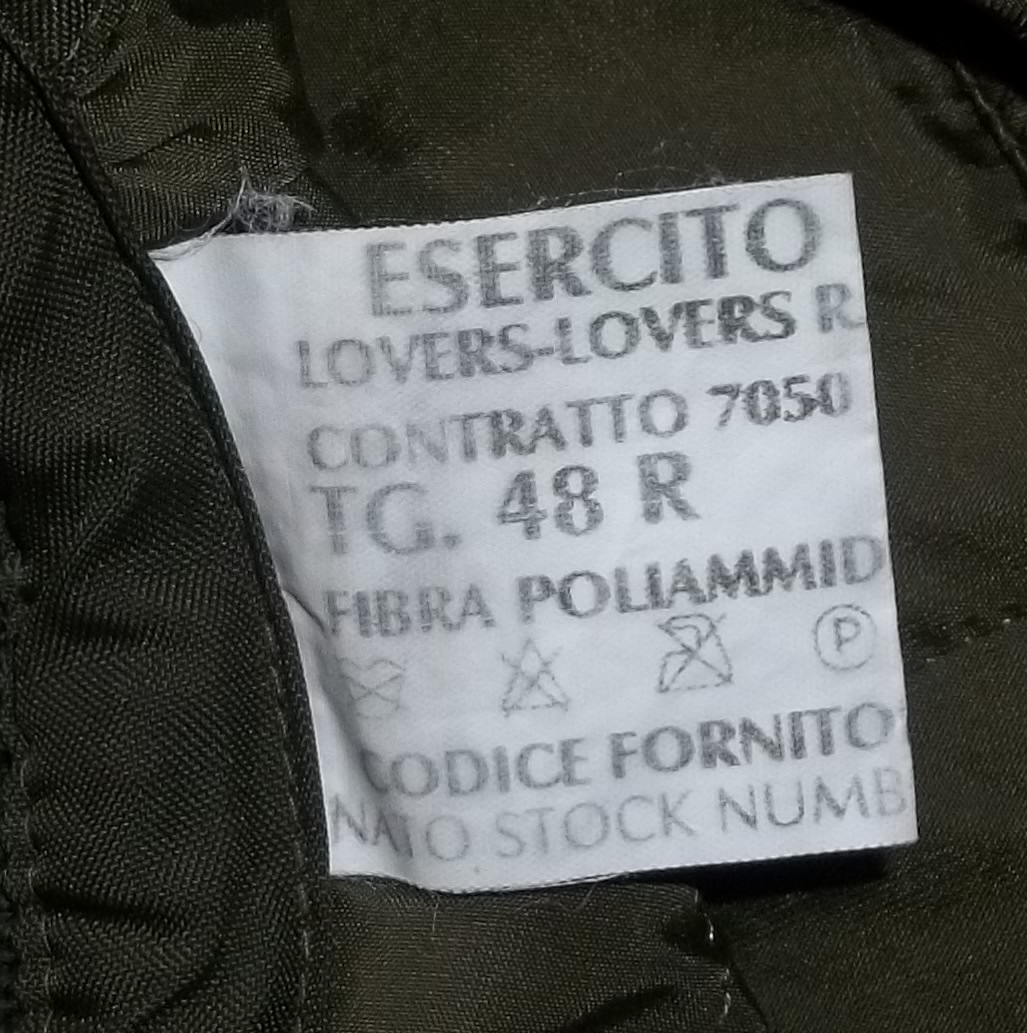 ESERCITO
LOVERS-LOVERS R
CONTRATTO 7050
TG. 48 R
FIBRA POLIAMMID
P
CODICE FORNITO
NATO STOCK NUMB